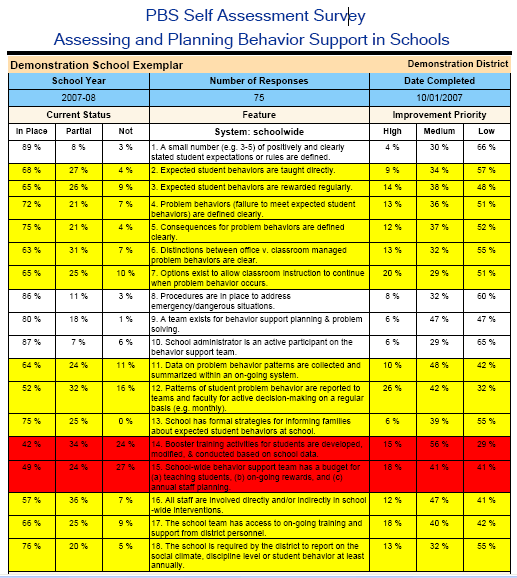 PBS Self Assessment Survey
Assessing and Planning Behavior Support in Schools
Demonstration School Exemplar Demonstration District
School Year Number of Responses Date Completed
2007-08 75 10/01/2007
Current Status Feature Improvement Priority
In Place Partial Not System: schoolwide High Medium Low
89 % 8 % 3 % 1. A small number (e.g. 3-5) of positively and clearly stated student expectations or rules are defined. 4 % 30 % 66 %
68 % 27 % 4 % 2. Expected student behaviors are taught directly. 9 % 34 % 57 %
65 % 26 % 9 % 3. Expected student behaviors are rewarded regularly. 14 % 38 % 48 %
72 % 21 % 7 % 4. Problem behaviors (failure to meet expected student behaviors) are defined clearly. 13 % 36 % 51 %
75 % 21 % 4 % 5. Consequences for problem behaviors are defined clearly. 12 % 37 % 52 %
63 % 31 % 7 % 6. Distinctions between office v. classroom managed problem behaviors are clear. 13 % 32 % 55 %
65 % 25 % 10 % 7. Options exist to allow classroom instruction to continue when problem behavior occurs. 20 % 29 % 51 %
86 % 11 % 3 % 8. Procedures are in place to address emergency/dangerous situations. 8 % 32 % 60 %
80 % 18 % 1 % 9. A team exists for behavior support planning & problem solving. 6 % 47 % 47 %
87 % 7 % 6 % 10. School administrator is an active participant on the behavior support team. 6 % 29 % 65 %
64 % 24 % 11 % 11. Data on problem behavior patterns are collected and summarized within an on-going system. 10 % 48 % 42 %
52 % 32 % 16 % 12. Patterns of student problem behavior are reported to teams and faculty for active decision-making on a regular basis (e.g. monthly). 26 % 42 % 32 %
75 % 25 % 0 % 13. School has formal strategies for informing families about expected student behaviors at school. 6 % 39 % 55 %
42 % 34 % 24 % 14. Booster training activities for students are developed, modified, & conducted based on school data. 15 % 56 % 29 %
49 % 24 % 27 % 15. School-wide behavior support team has a budget for (a) teaching students, (b) on-going rewards, and (c) annual staff planning. 18 % 41 % 41 %
57 % 36 % 7 % 16. All staff are involved directly and/or indirectly in school -wide interventions. 12 % 47 % 41 %
66 % 25 % 9 % 17. The school team has access to on-going training and support from district personnel. 18 % 40 % 42 %
76 % 20 % 5 % 18. The school is required by the district to report on the social climate, discipline level or student behavior at least annually. 13 % 32 % 55 %